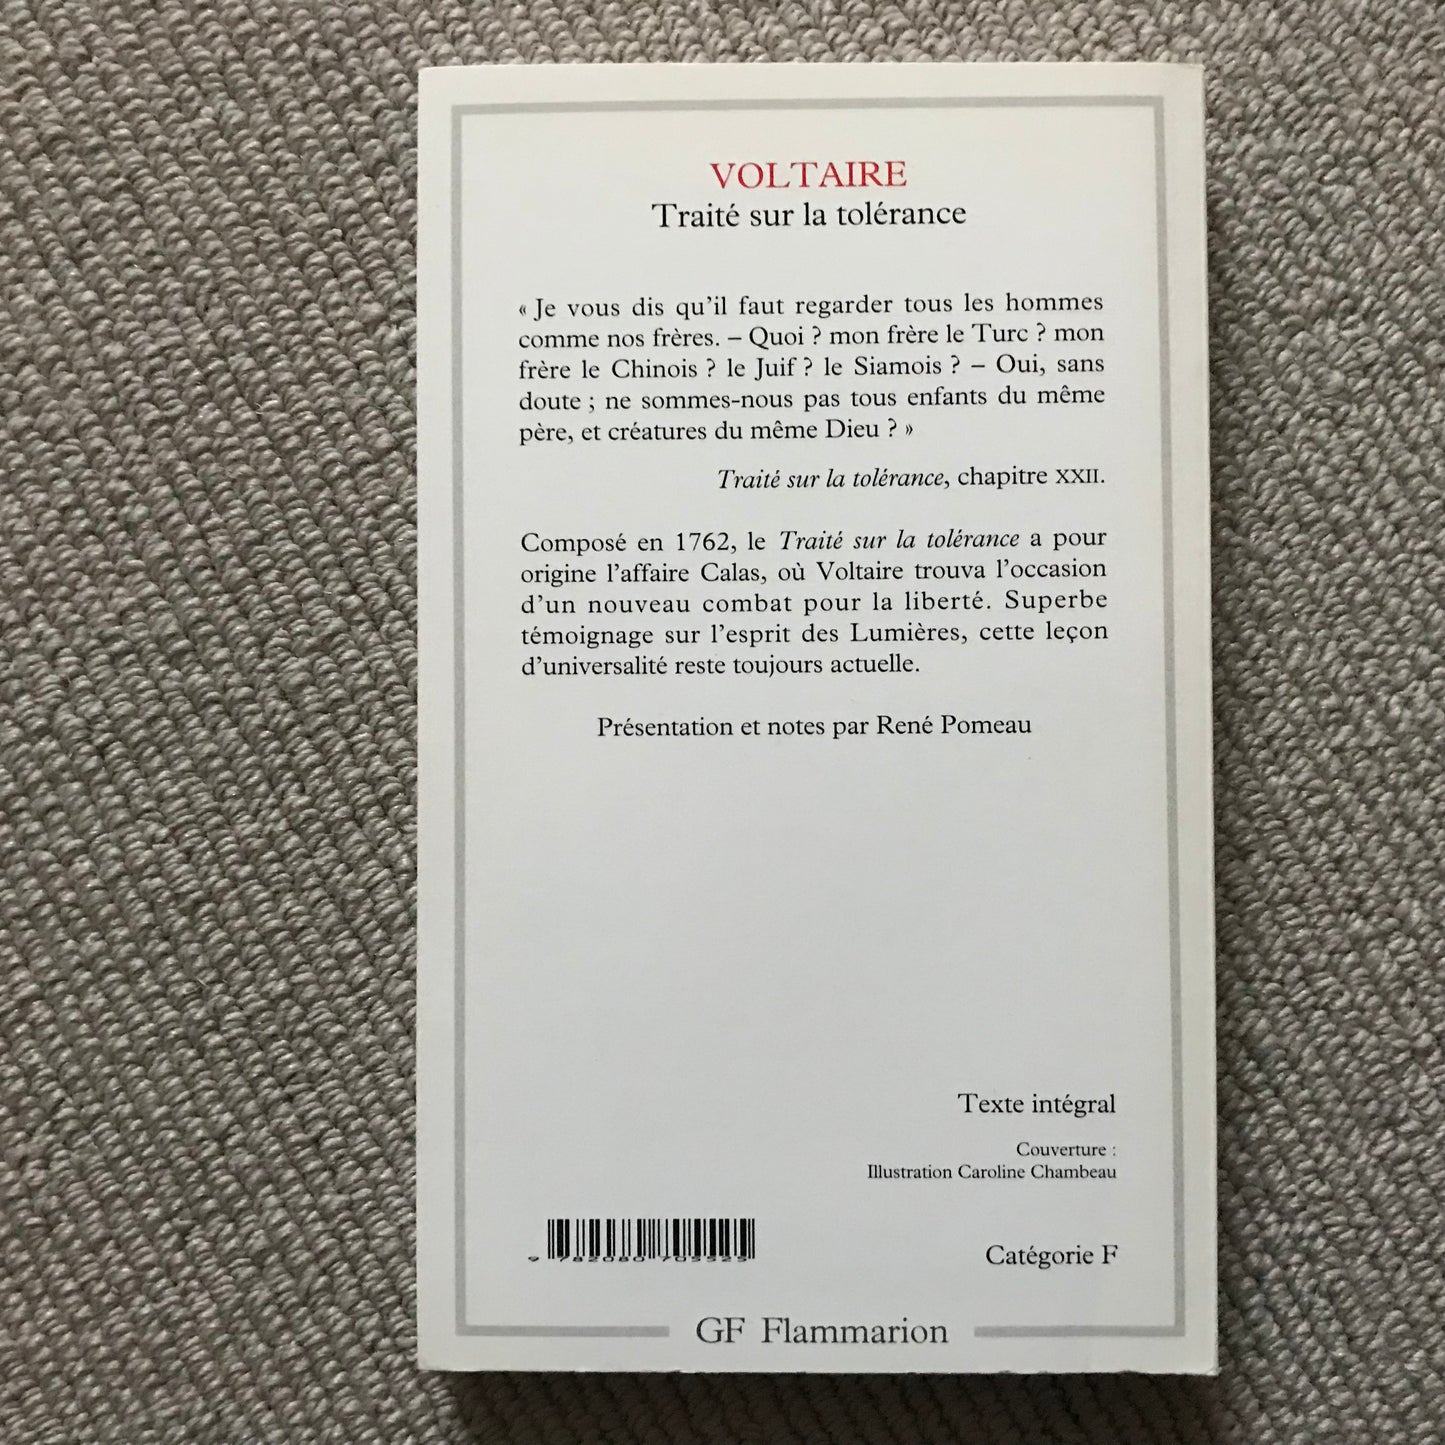 VOLTAIRE
Traité sur la tolérance
« Je vous dis qu’il faut regarder tous les hommes
comme nos frères. – Quoi ? mon frère le Turc ? mon
frère le Chinois ? le Juif ? le Siamois ? – Oui, sans
doute ; ne sommes-nous pas tous enfants du même
père, et créatures du même Dieu ? »
Traité sur la tolérance, chapitre XXII.
Composé en 1762, le Traité sur la tolérance a pour
origine l’affaire Calas, où Voltaire trouva l’occasion
d’un nouveau combat pour la liberté. Superbe
témoignage sur l’esprit des Lumières, cette leçon
d’universalité reste toujours actuelle.
Présentation et notes par René Pomeau
Texte intégral
Couverture :
Illustration Caroline Chambeau
9 782080 705525
Catégorie F
GF Flammarion